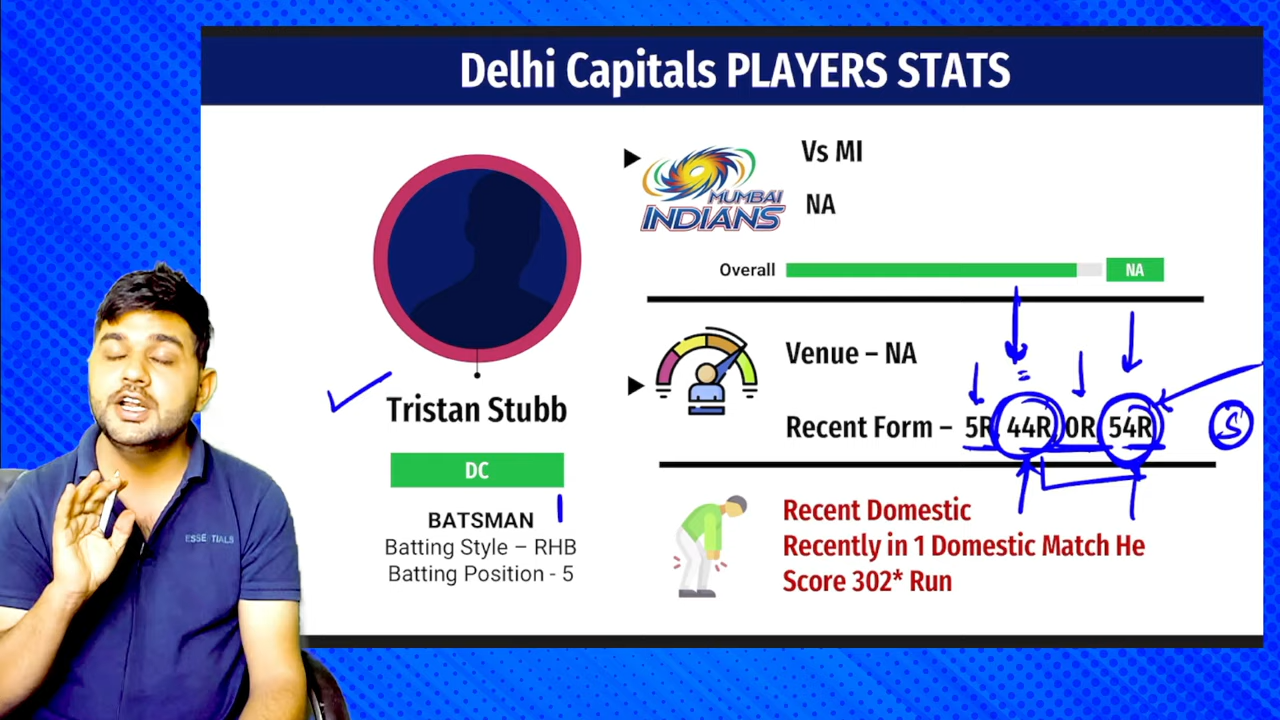 Delhi Capitals PLAYERS STATS
Vs MI
MUMBAI
INDIANS
NA
Overall
NA
Venue – NA
Tristan Stubb
Recent Form – 5R 44R 0R 54R
S
DC
BATSMAN
Batting Style – RHB
Batting Position - 5
Recent Domestic
Recently in 1 Domestic Match He
Score 302* Run
ESSENTIALS